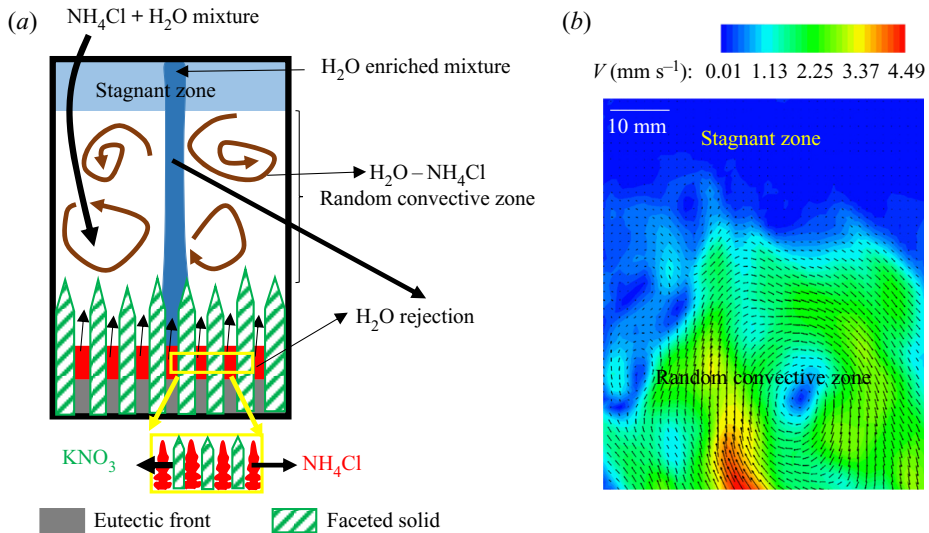 (a)
NH₄Cl + H₂O mixture
H₂O enriched mixture
Stagnant zone
H₂O – NH₄Cl
Random convective zone
H₂O rejection
KNO₃
NH₄Cl
Eutectic front
Faceted solid
(b)
V (mm s⁻¹): 0.01 1.13 2.25 3.37 4.49
10 mm
Stagnant zone
Random convective zone